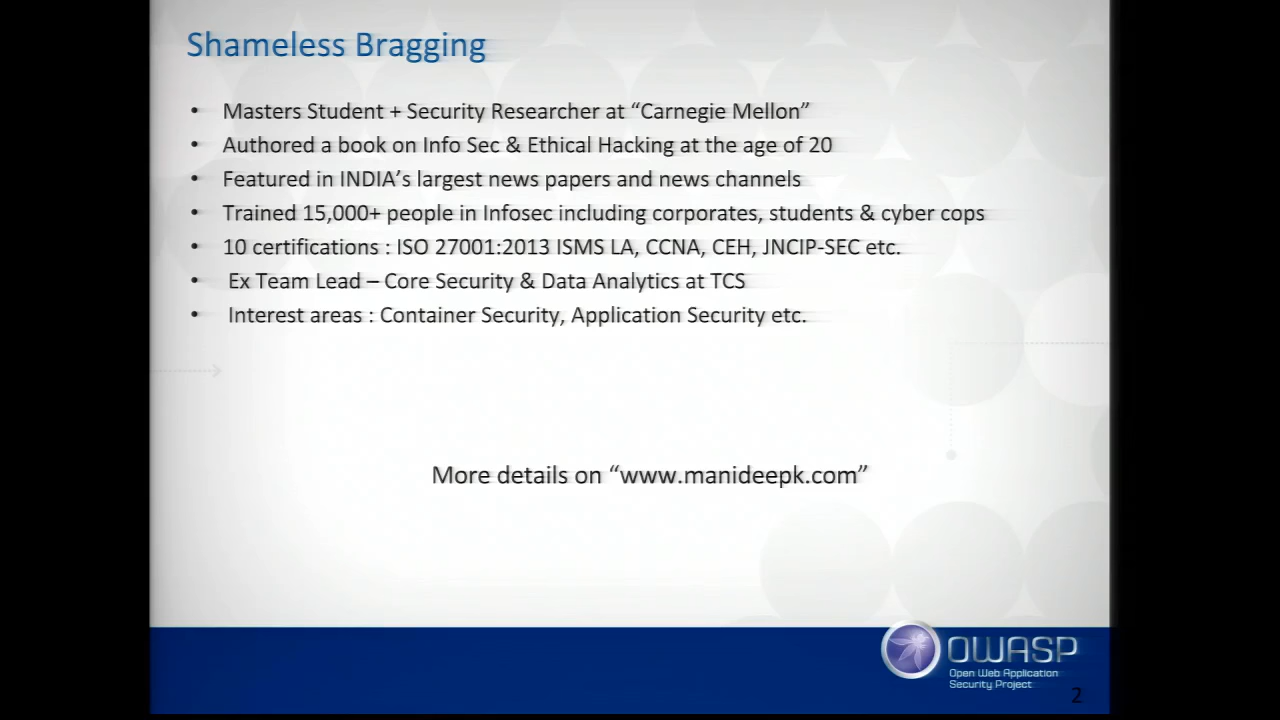 Shameless Bragging
• Masters Student + Security Researcher at “Carnegie Mellon”
• Authored a book on Info Sec & Ethical Hacking at the age of 20
• Featured in INDIA’s largest news papers and news channels
• Trained 15,000+ people in Infosec including corporates, students & cyber cops
• 10 certifications : ISO 27001:2013 ISMS LA, CCNA, CEH, JNCIP-SEC etc.
• Ex Team Lead – Core Security & Data Analytics at TCS
• Interest areas : Container Security, Application Security etc.
More details on “www.manideepk.com”
OWASP
Open Web Application
Security Project
2